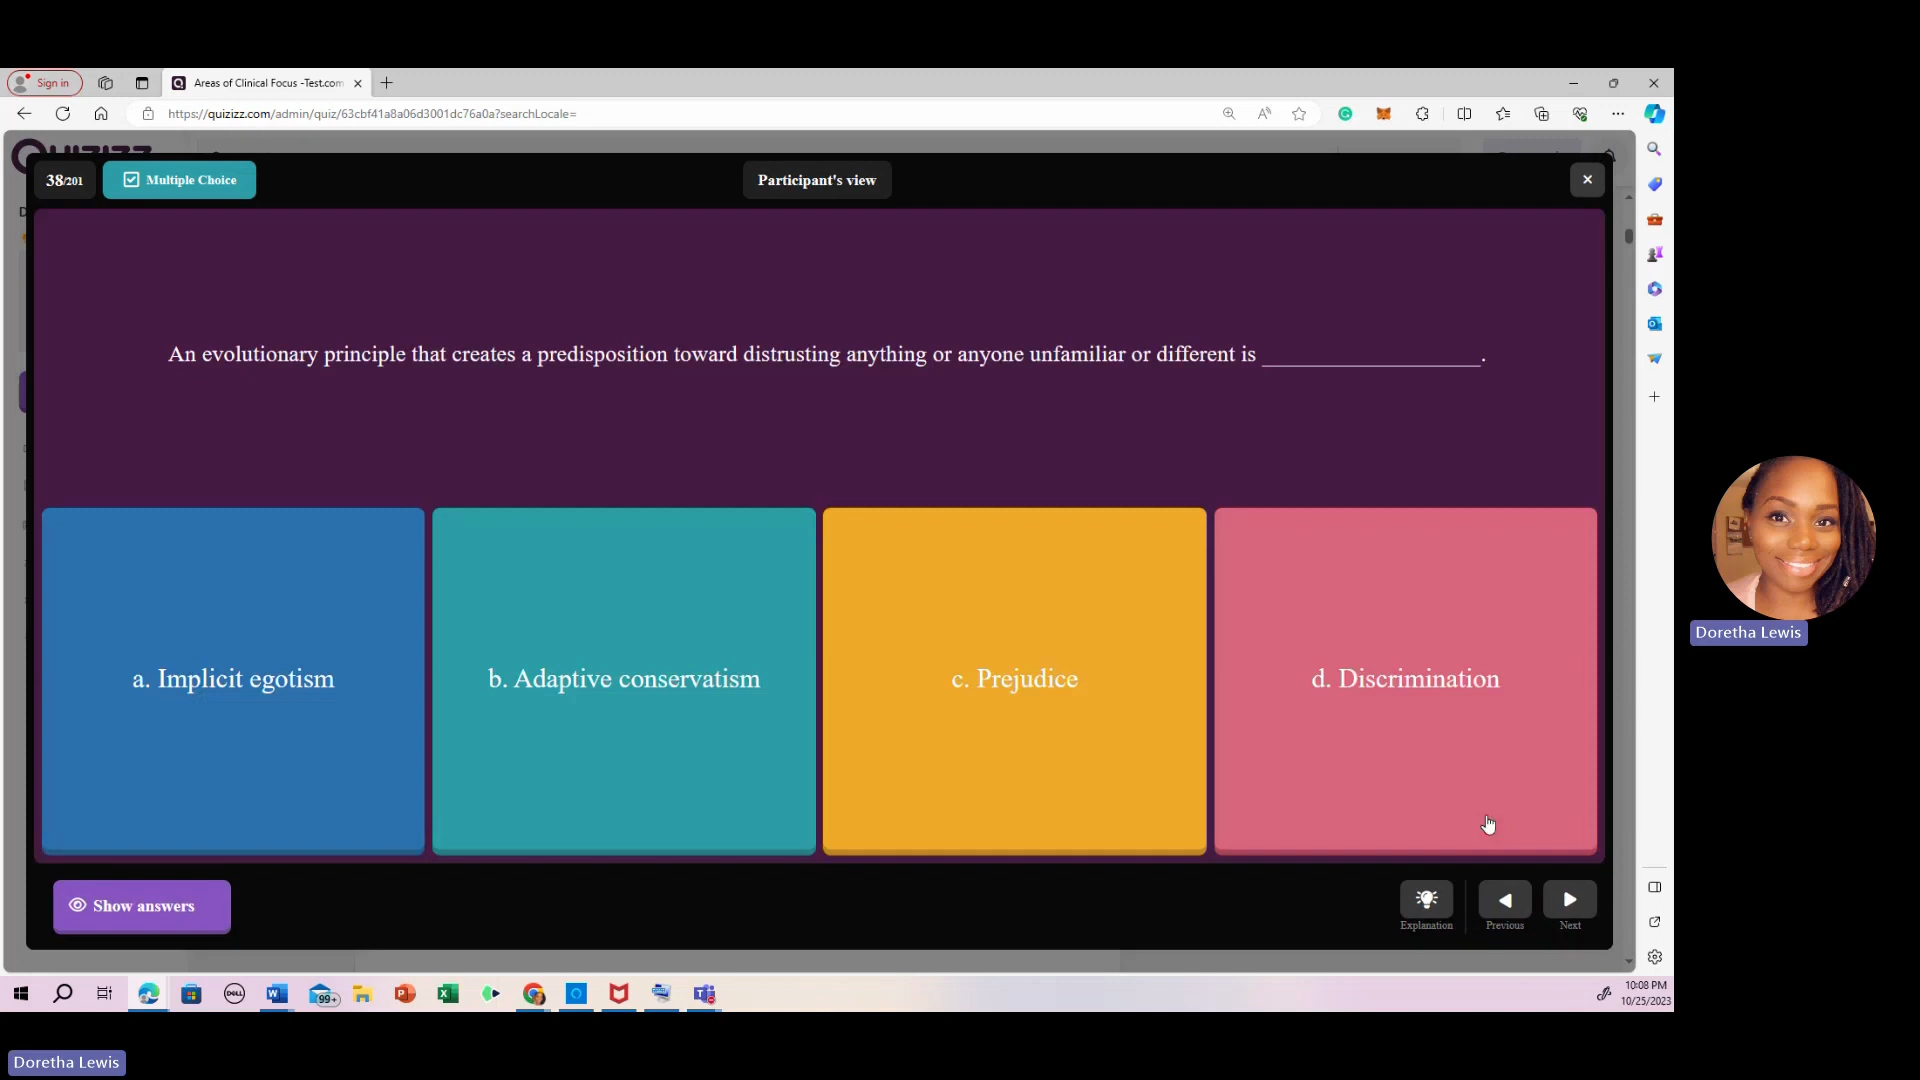 Sign in
Areas of Clinical Focus -Test.com
https://quizizz.com/admin/quiz/63cbf41a8a06d3001dc76a0a?searchLocale=
38/201
Multiple Choice
Participant's view
An evolutionary principle that creates a predisposition toward distrusting anything or anyone unfamiliar or different is ____________________.
a. Implicit egotism
b. Adaptive conservatism
c. Prejudice
d. Discrimination
Show answers
Explanation
Previous
Next
Doretha Lewis
DELL
99+
10:08 PM
10/25/2023
Doretha Lewis